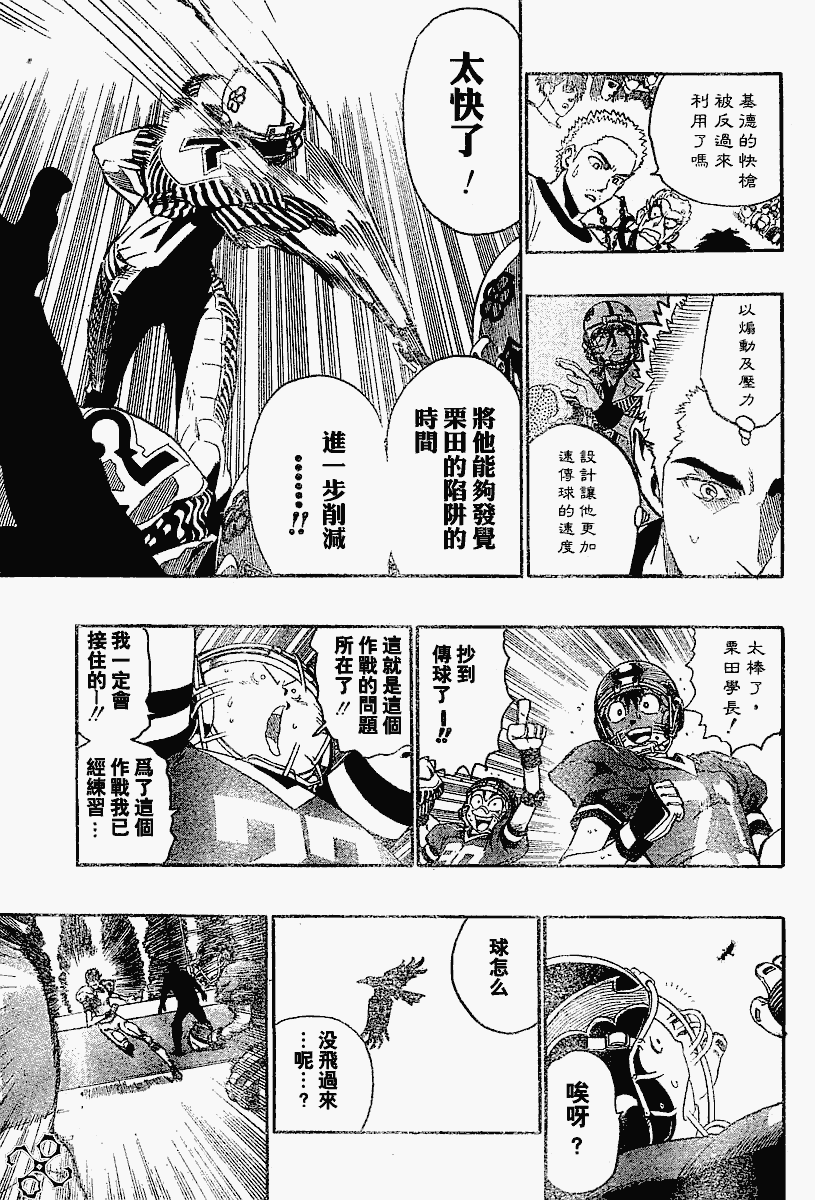 基德的快槍
被反過來
利用了嗎
以煽動及壓力
設計讓他更加
速傳球的速度
太快了！
將他能夠發覺
栗田的陷阱的
時間
進一步削減
……!!
太棒了，
栗田學長！
抄到
傳球了ー!!
這就是這個
作戰的問題
所在了!!
我一定會
接住的ー!!
爲了這個
作戰我已
經練習…
唉呀？
球怎么
没飛過來
…呢…？